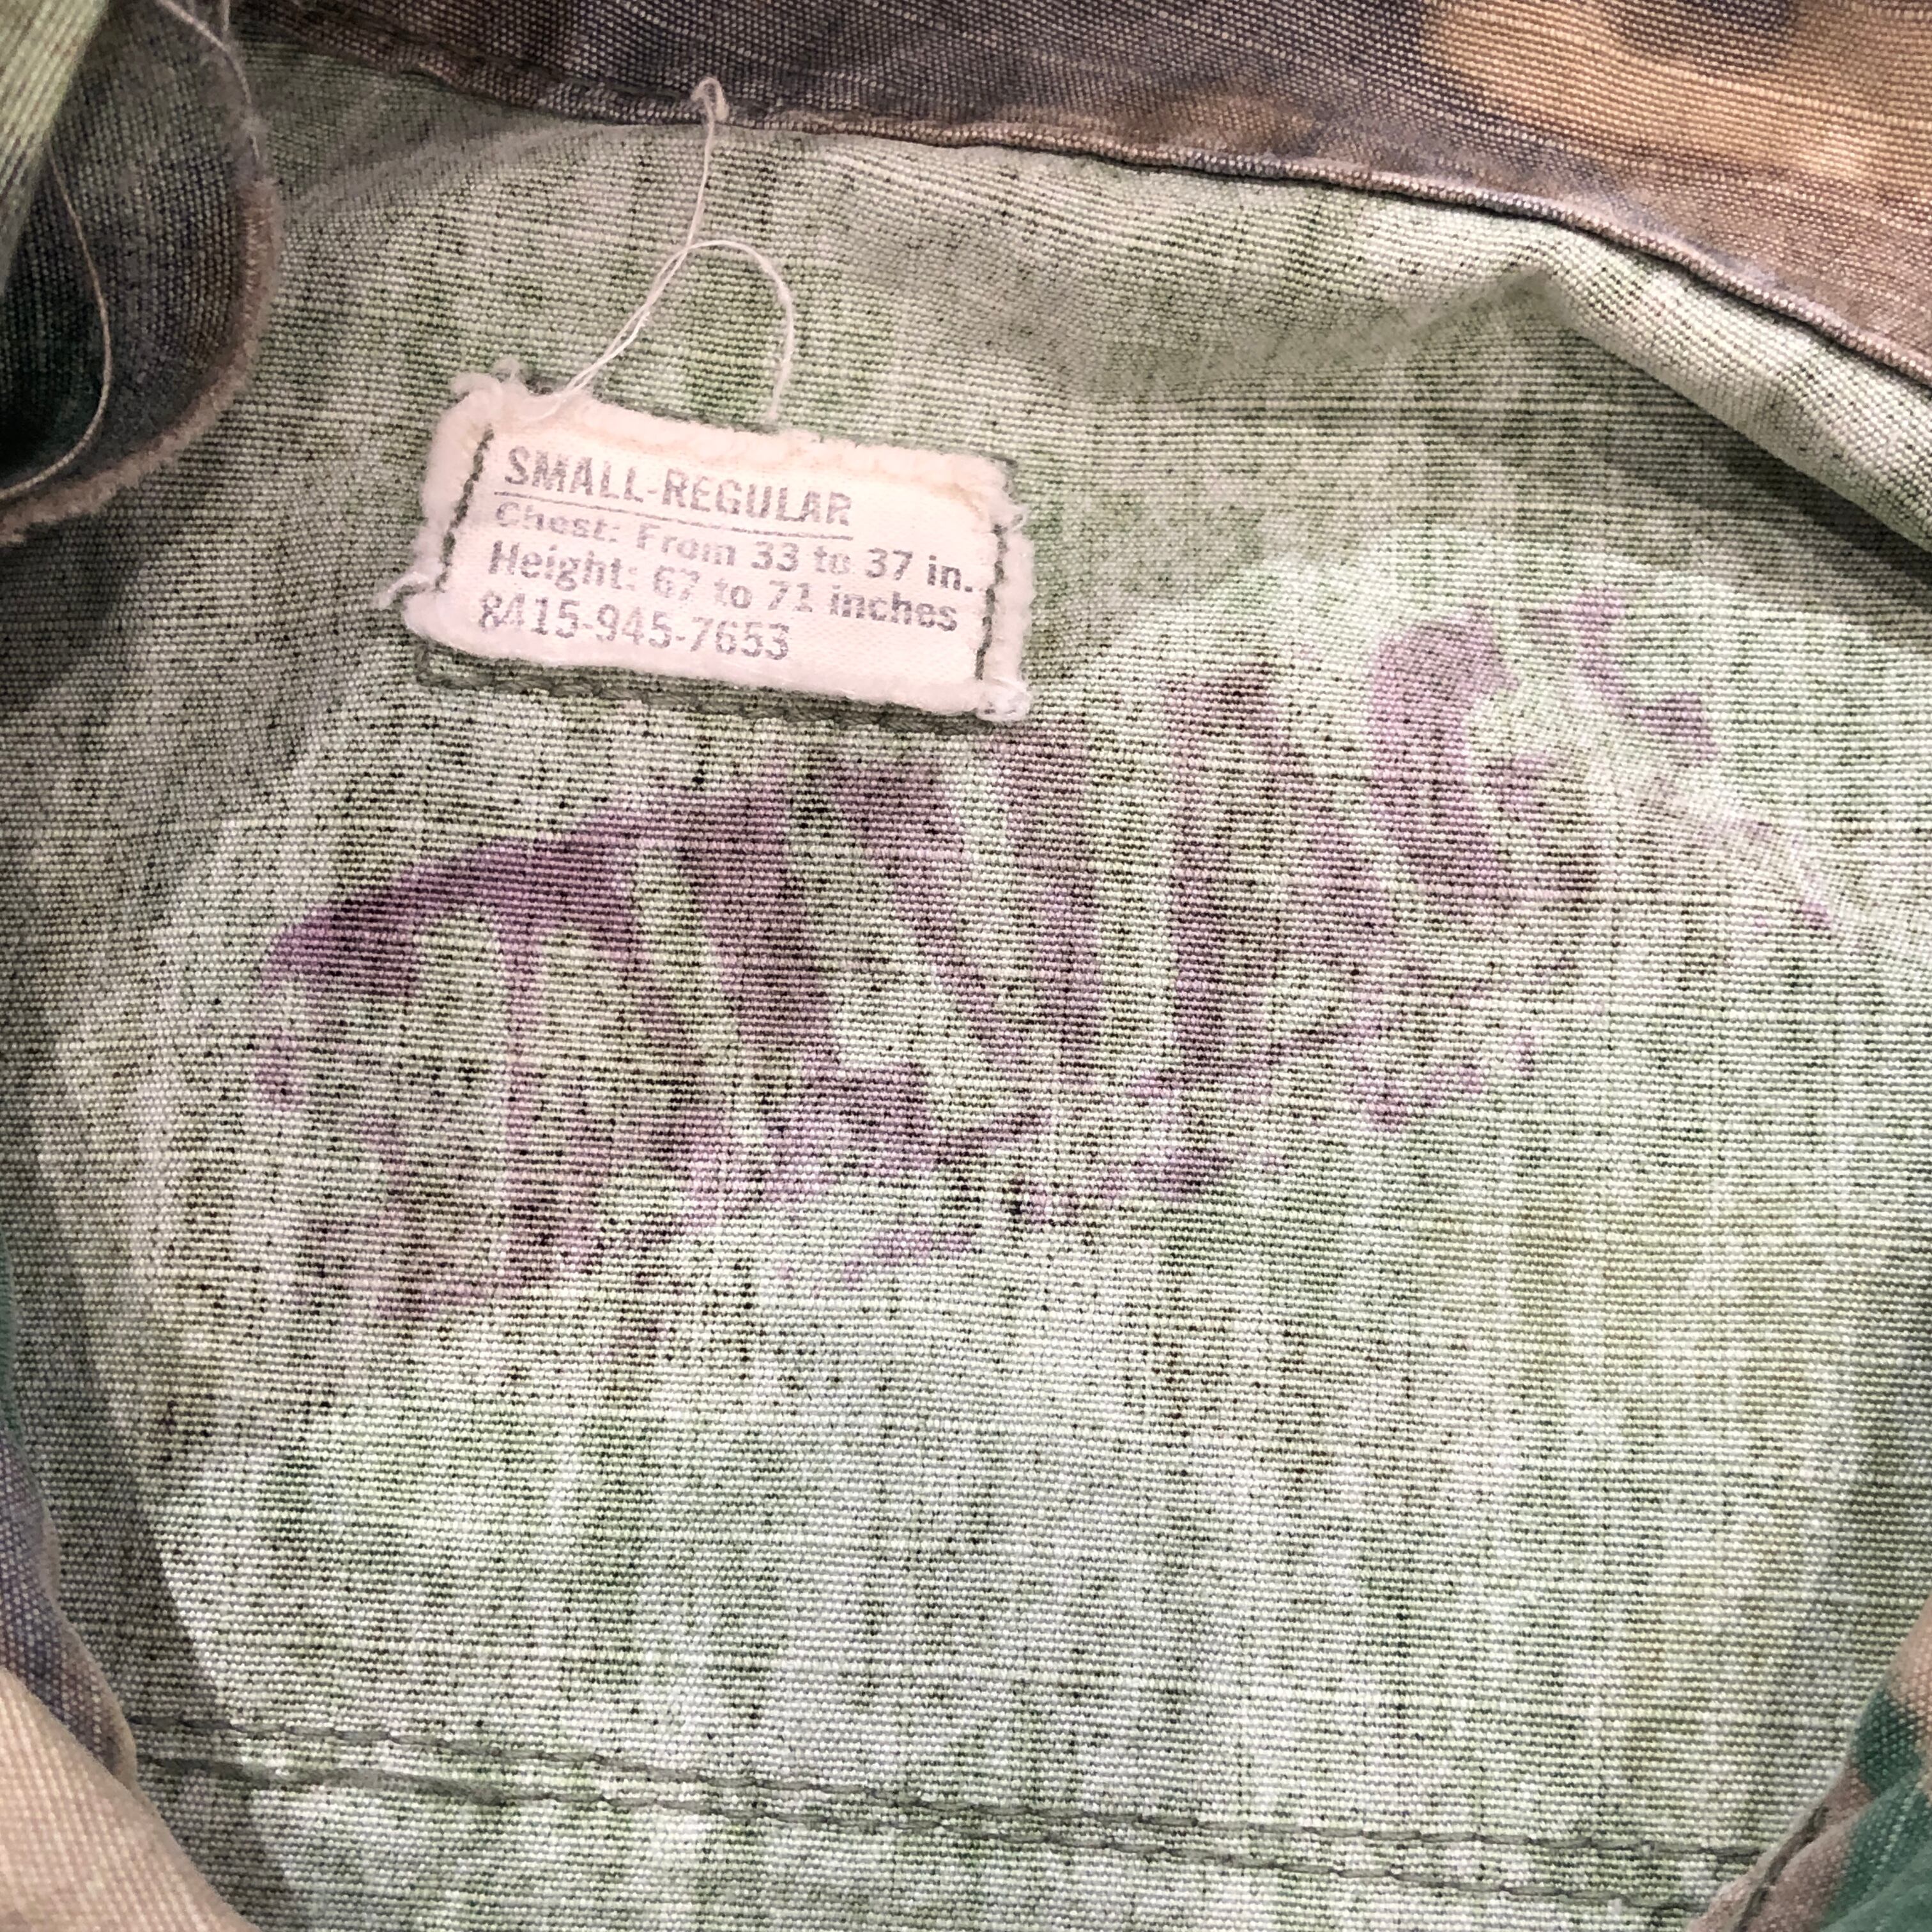 SMALL-REGULAR
Chest: From 33 to 37 in.
Height: 67 to 71 inches
8415-945-7653